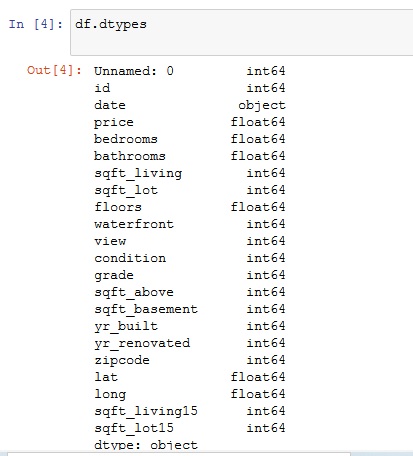 In [4]: df.dtypes
Out[4]: Unnamed: 0 int64
id int64
date object
price float64
bedrooms float64
bathrooms float64
sqft_living int64
sqft_lot int64
floors float64
waterfront int64
view int64
condition int64
grade int64
sqft_above int64
sqft_basement int64
yr_built int64
yr_renovated int64
zipcode int64
lat float64
long float64
sqft_living15 int64
sqft_lot15 int64
dtype: object